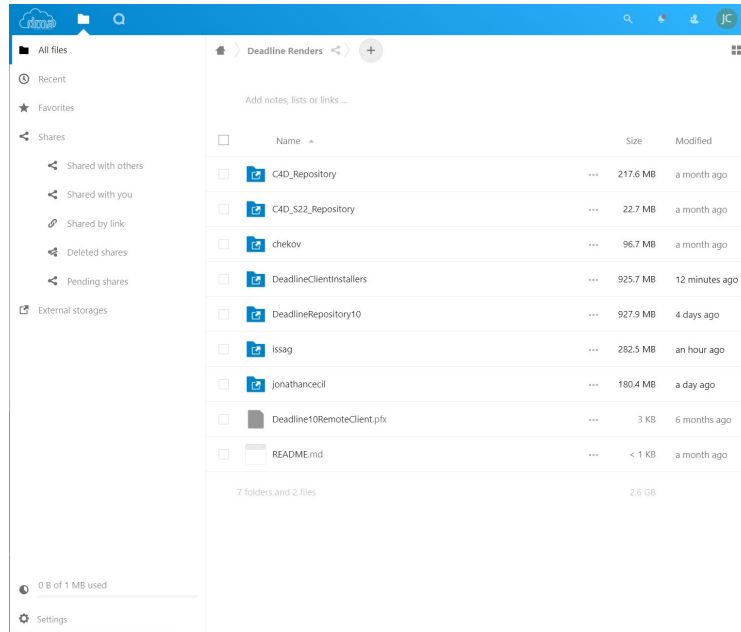 rima
JC
All files
Deadline Renders
Recent
Add notes, lists or links ...
Favorites
Shares
Name
Size
Modified
Shared with others
C4D_Repository
217.6 MB
a month ago
Shared with you
C4D_S22_Repository
22.7 MB
a month ago
Shared by link
chekov
96.7 MB
a month ago
Deleted shares
Pending shares
DeadlineClientInstallers
925.7 MB
12 minutes ago
External storages
DeadlineRepository10
927.9 MB
4 days ago
issag
282.5 MB
an hour ago
jonathancecil
180.4 MB
a day ago
Deadline10RemoteClient.pfx
3 KB
6 months ago
README.md
< 1 KB
a month ago
7 folders and 2 files
2.6 GB
0 B of 1 MB used
Settings